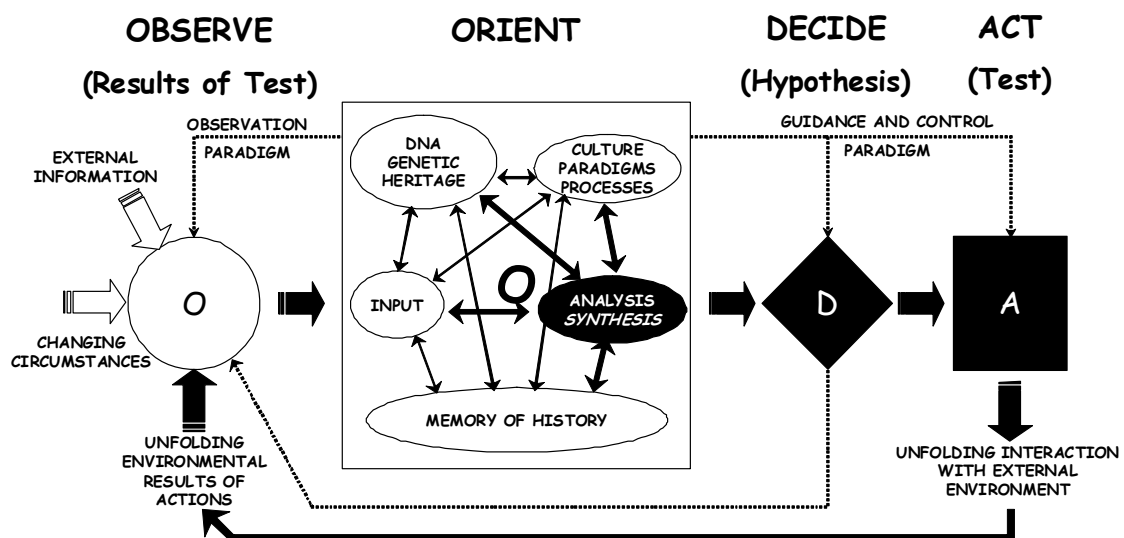 OBSERVE
(Results of Test)
ORIENT
DECIDE
(Hypothesis)
ACT
(Test)
OBSERVATION
PARADIGM
GUIDANCE AND CONTROL
PARADIGM
EXTERNAL
INFORMATION
CHANGING
CIRCUMSTANCES
O
UNFOLDING
ENVIRONMENTAL
RESULTS OF
ACTIONS
DNA
GENETIC
HERITAGE
CULTURE
PARADIGMS
PROCESSES
INPUT
O
ANALYSIS
SYNTHESIS
MEMORY OF HISTORY
D
A
UNFOLDING INTERACTION
WITH EXTERNAL
ENVIRONMENT